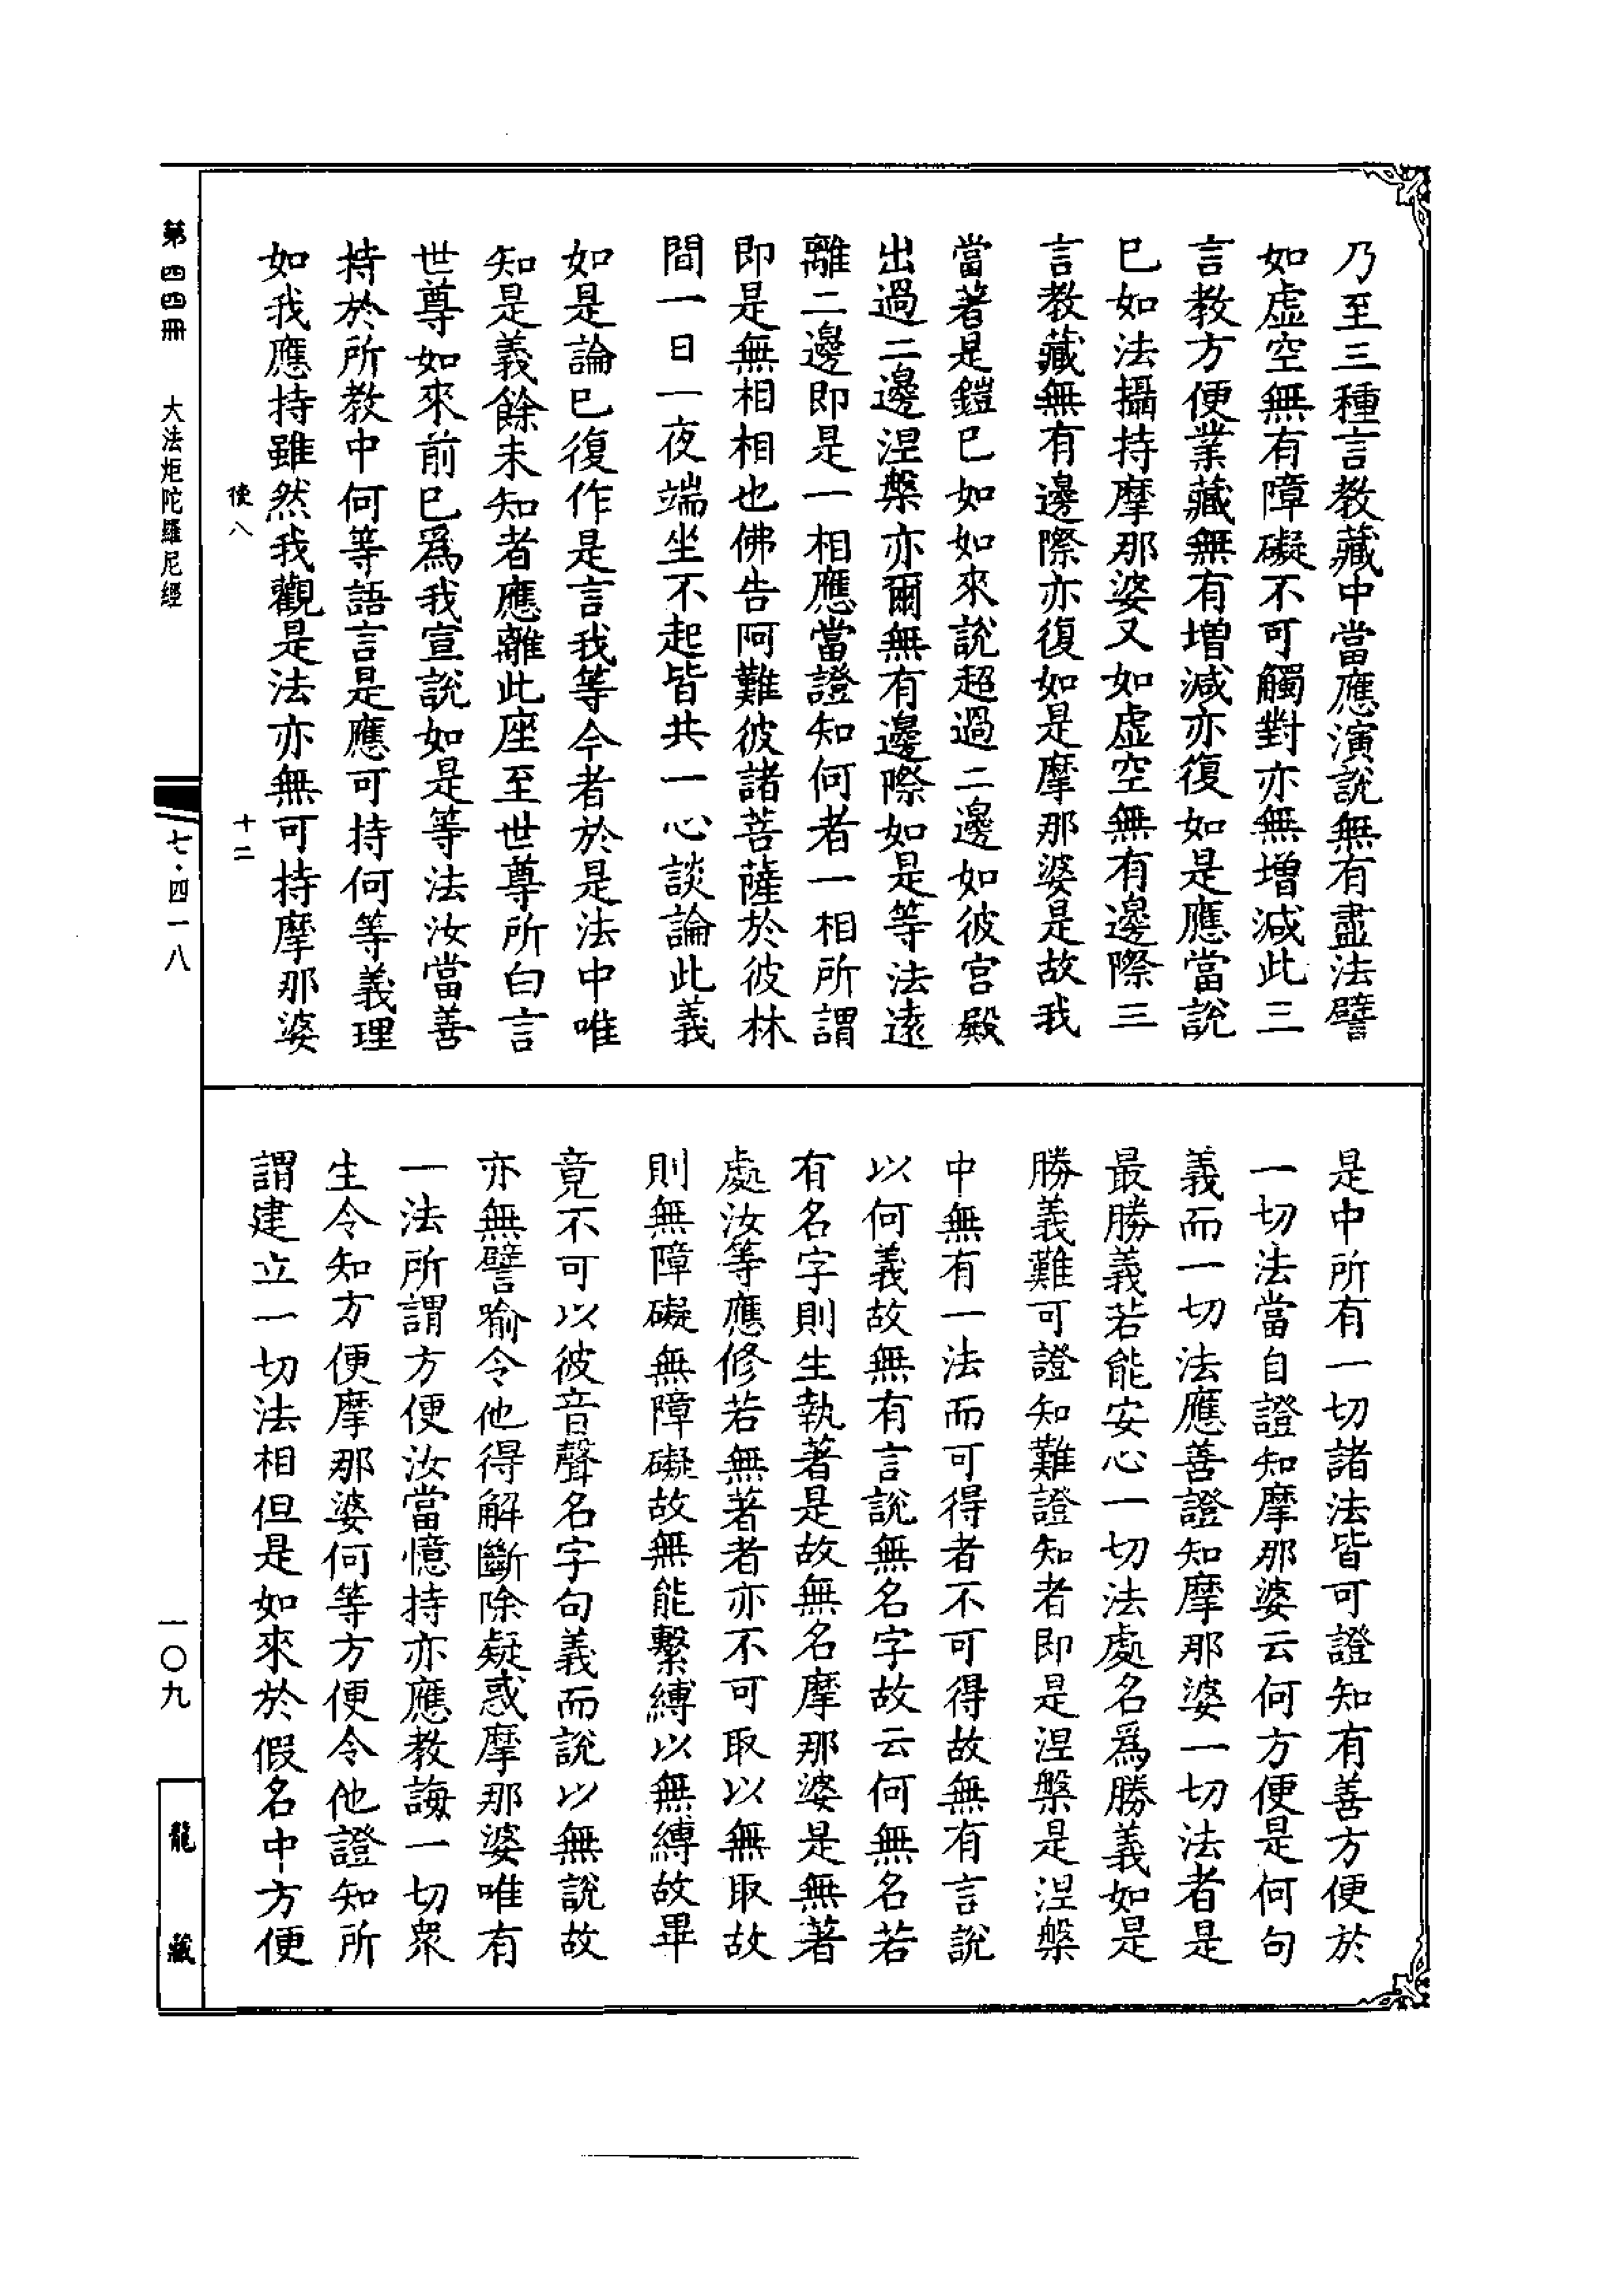 乃至三種言教藏中當應演説無有盡法譬
如虛空無有障礙不可觸對亦無增減此三
言教方便業藏無有增減亦復如是應當説
已如法攝持摩那婆又如虛空無有邊際三
言教藏無有邊際亦復如是摩那婆是故我
當著是鎧已如如來説超過二邊如彼宮殿
出過二邊涅槃亦爾無有邊際如是等法遠
離二邊即是一相應當證知何者一相所謂
即是無相相也佛告阿難彼諸菩薩於彼林
間一日一夜端坐不起皆共一心談論此義
如是論已復作是言我等今者於是法中唯
知是義餘未知者應離此座至世尊所白言
世尊如來前已爲我宣説如是等法汝當善
持於所教中何等語言是應可持何等義理
如我應持雖然我觀是法亦無可持摩那婆
後八 十二
是中所有一切諸法皆可證知有善方便於
一切法當自證知摩那婆云何方便是何句
義而一切法應善證知摩那婆一切法者是
最勝義若能安心一切法處名爲勝義如是
勝義難可證知難證知者即是涅槃是涅槃
中無有一法而可得者不可得故無有言説
以何義故無有言説無名字故云何無名若
有名字則生執著是故無名摩那婆是無著
處汝等應修若無著者亦不可取以無取故
則無障礙無障礙故無能繫縛以無縛故畢
竟不可以彼音聲名字句義而説以無説故
亦無譬喻令他得解斷除疑惑摩那婆唯有
一法所謂方便汝當憶持亦應教誨一切衆
生令知方便摩那婆何等方便令他證知所
謂建立一切法相但是如來於假名中方便
第四四冊 大法炬陀羅尼經
七·四一八
一〇九
龍藏